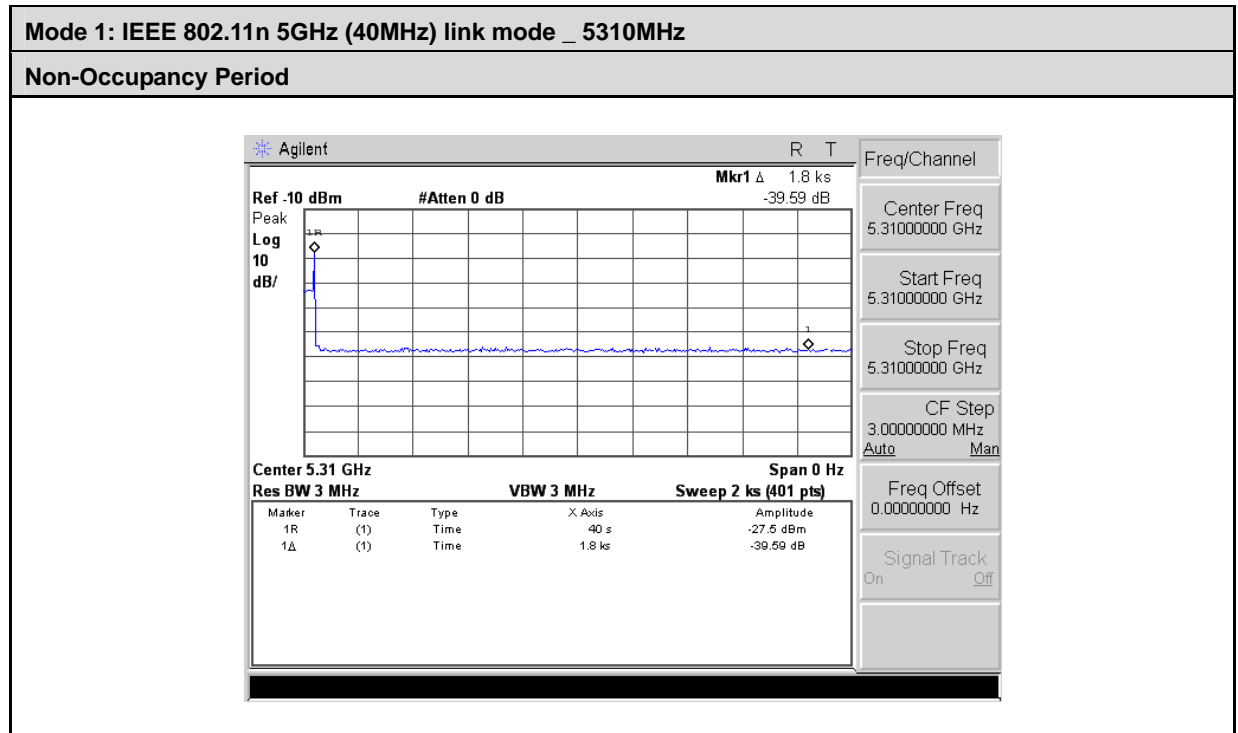 Mode 1: IEEE 802.11n 5GHz (40MHz) link mode _ 5310MHz
Non-Occupancy Period
Agilent R T
Mkr1 Δ 1.8 ks
Ref -10 dBm #Atten 0 dB -39.59 dB
Peak
Log
10
dB/
1R
1
Center 5.31 GHz Span 0 Hz
Res BW 3 MHz VBW 3 MHz Sweep 2 ks (401 pts)
Marker Trace Type X Axis Amplitude
1R (1) Time 40 s -27.5 dBm
1Δ (1) Time 1.8 ks -39.59 dB
Freq/Channel
Center Freq
5.31000000 GHz
Start Freq
5.31000000 GHz
Stop Freq
5.31000000 GHz
CF Step
3.00000000 MHz
Auto Man
Freq Offset
0.00000000 Hz
Signal Track
On Off